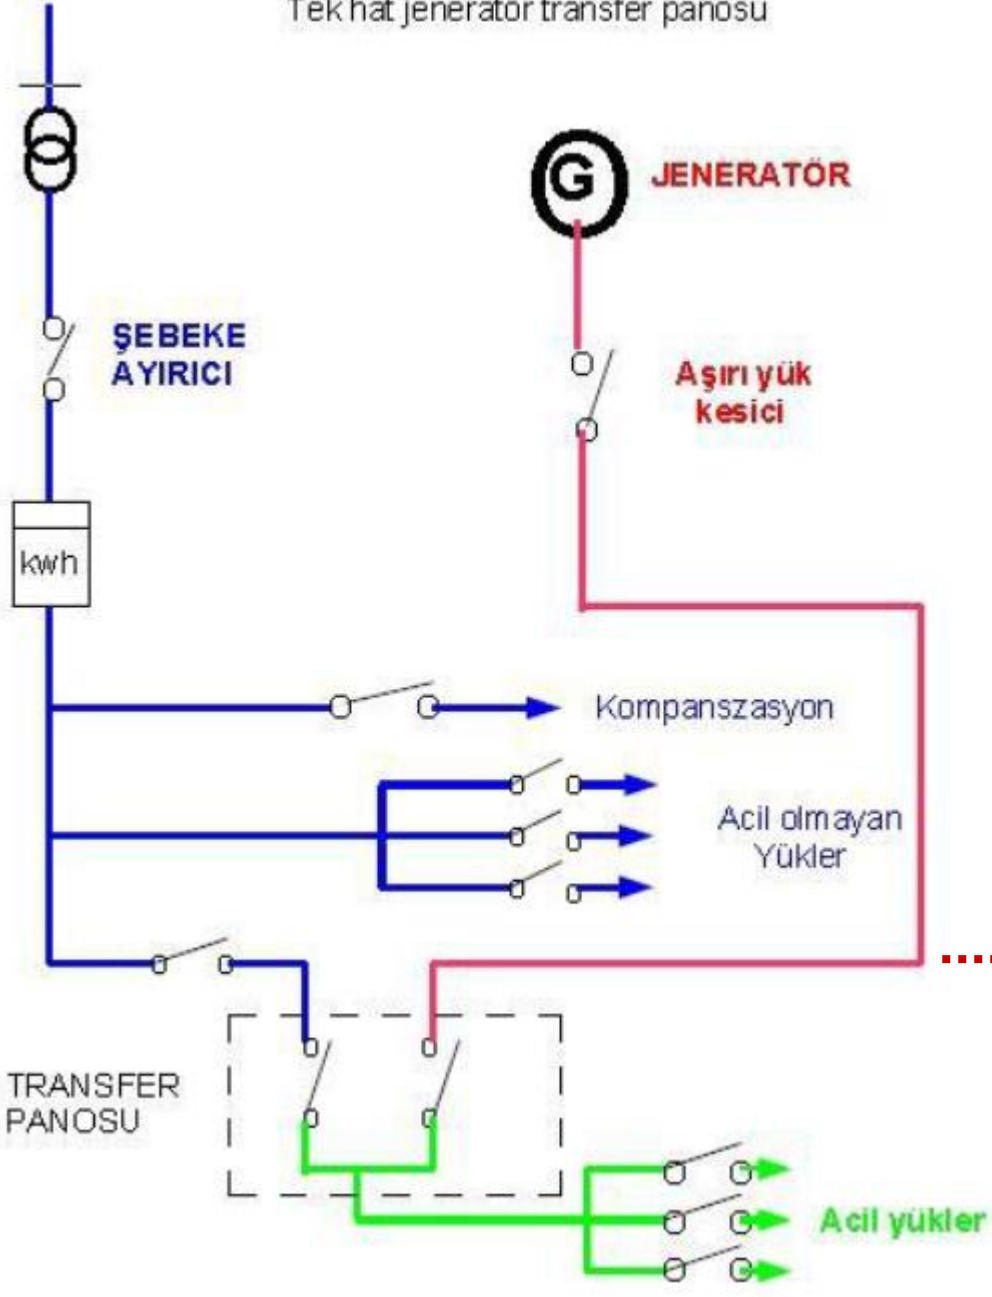 Tek hat jeneratör transfer panosu
G
JENERATÖR
ŞEBEKE
AYIRICI
Aşırı yük
kesici
kwh
Kompanszasyon
Acil olmayan
Yükler
TRANSFER
PANOSU
Acil yükler